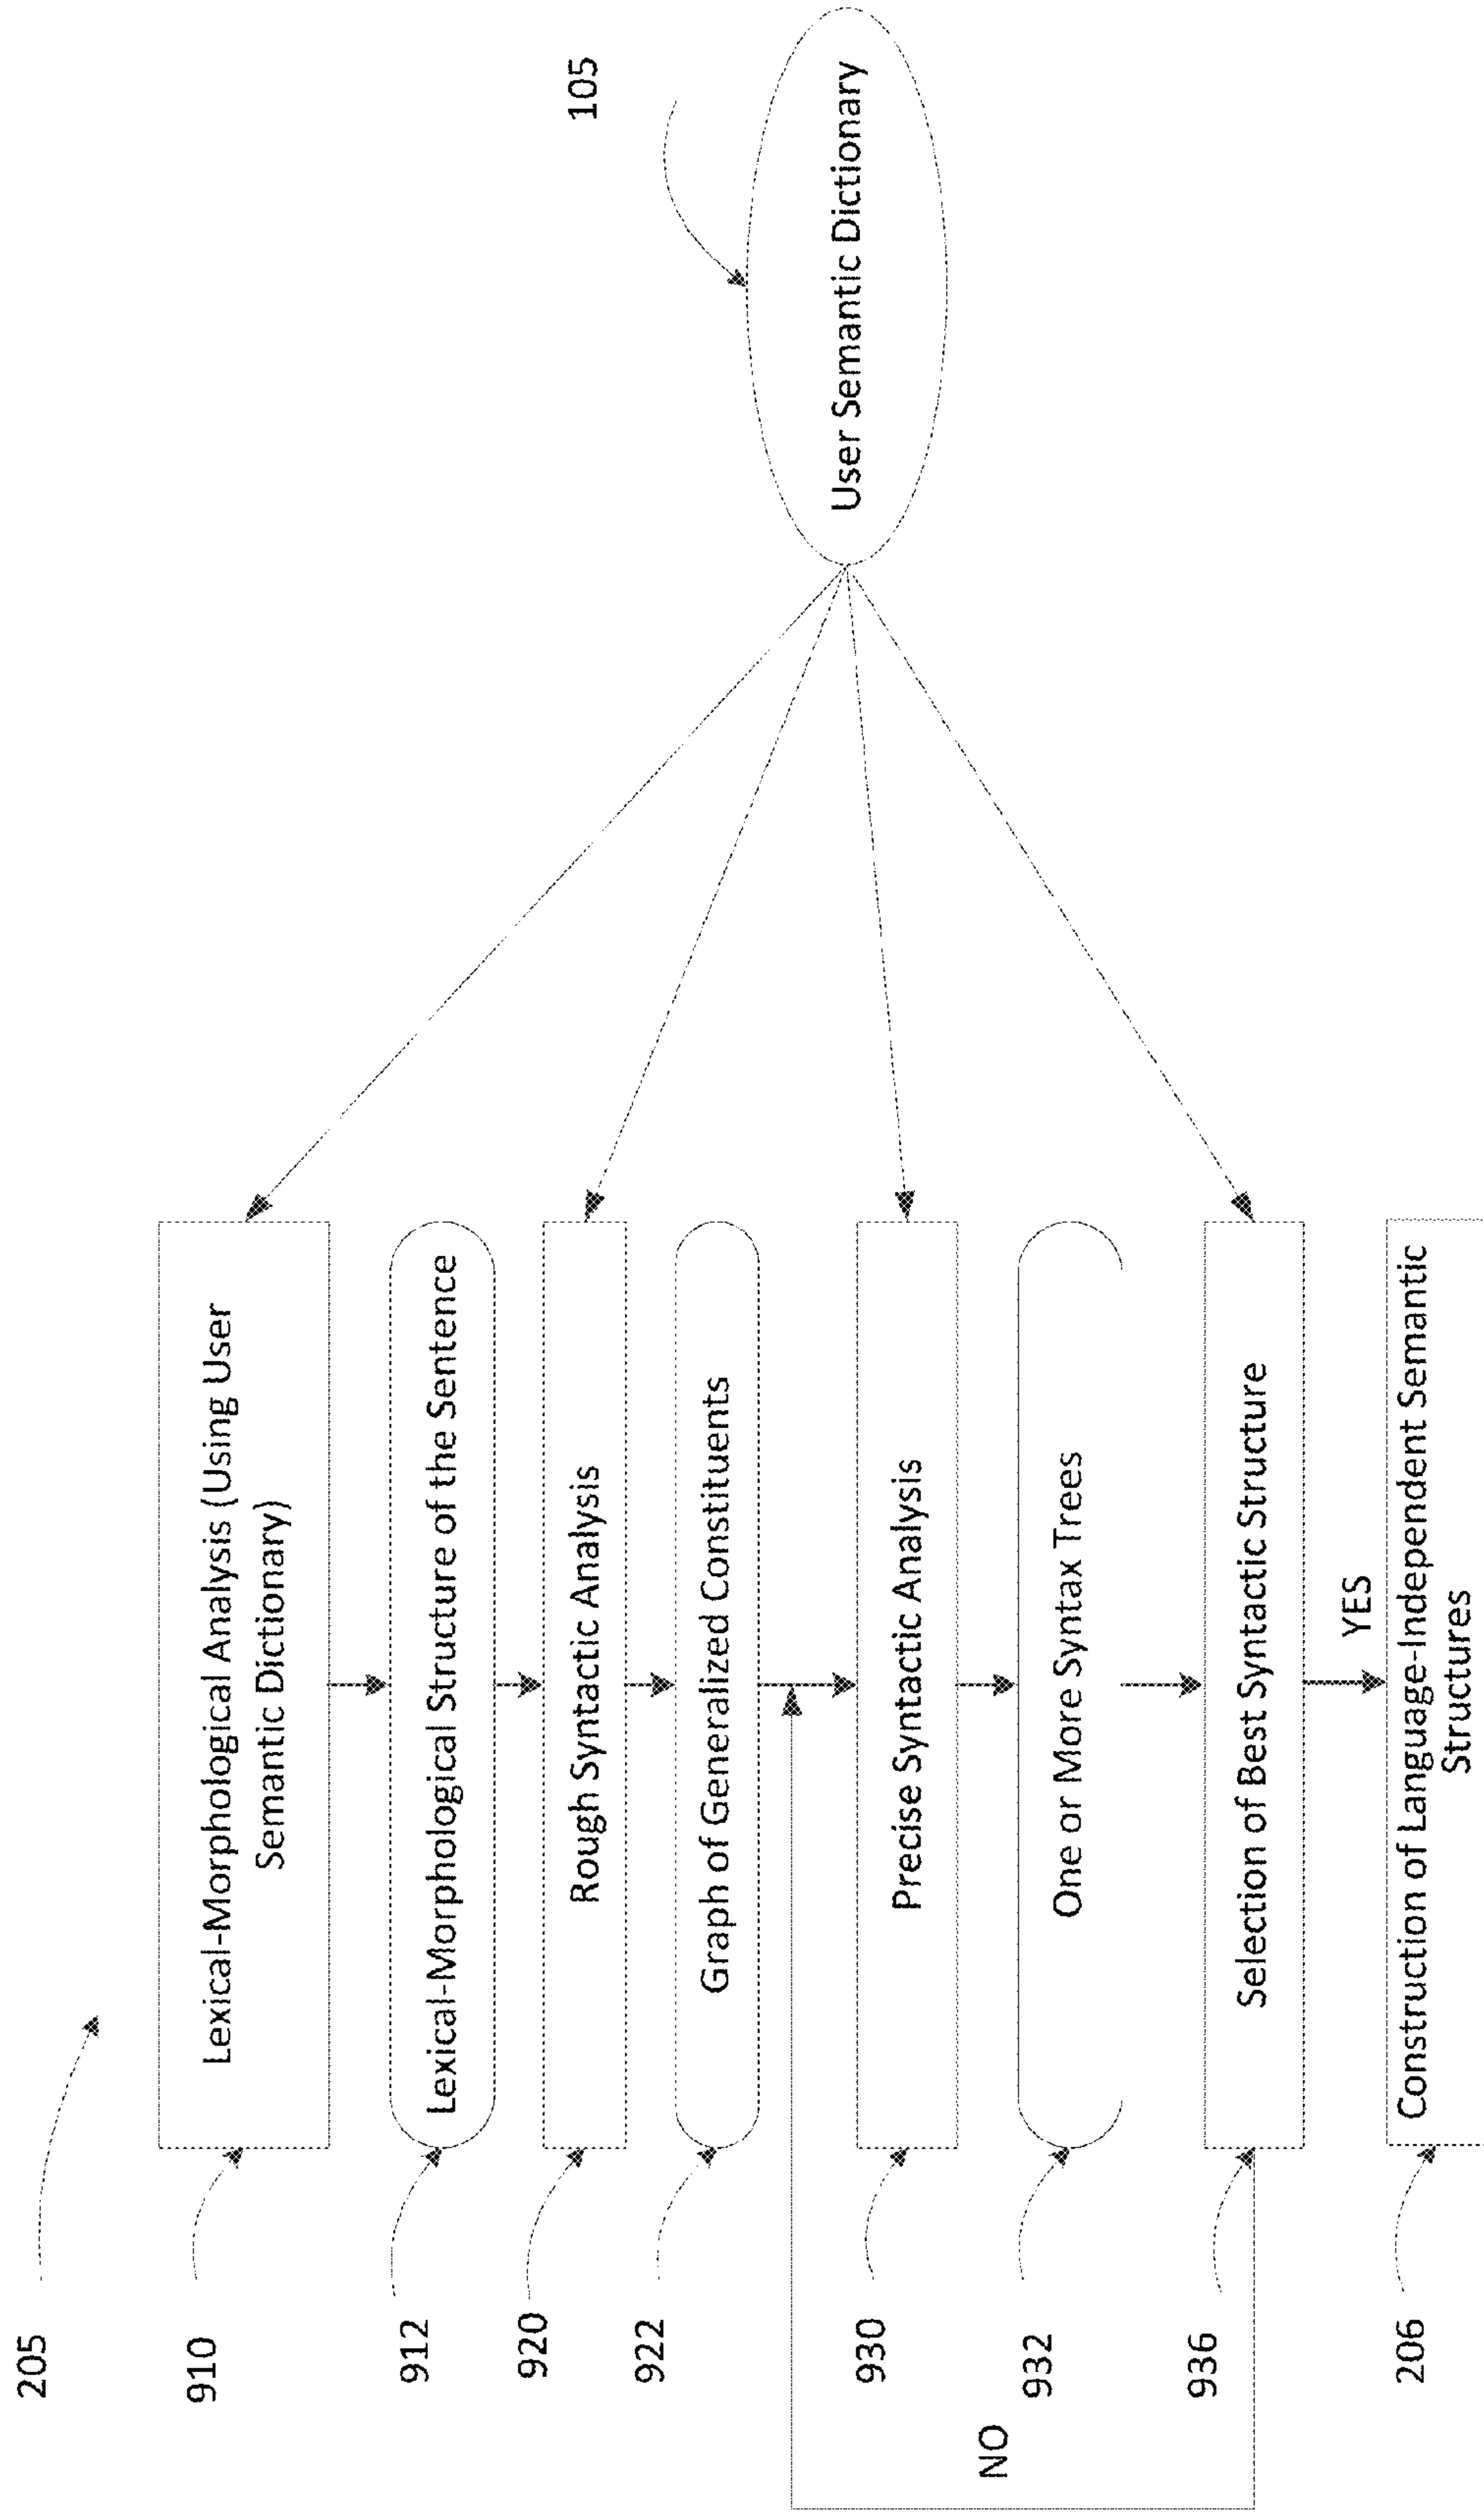 205
910
Lexical-Morphological Analysis (Using User
Semantic Dictionary)
912
Lexical-Morphological Structure of the Sentence
920
Rough Syntactic Analysis
922
Graph of Generalized Constituents
930
Precise Syntactic Analysis
932
One or More Syntax Trees
NO
936
Selection of Best Syntactic Structure
YES
206
Construction of Language-Independent Semantic
Structures
105
User Semantic Dictionary